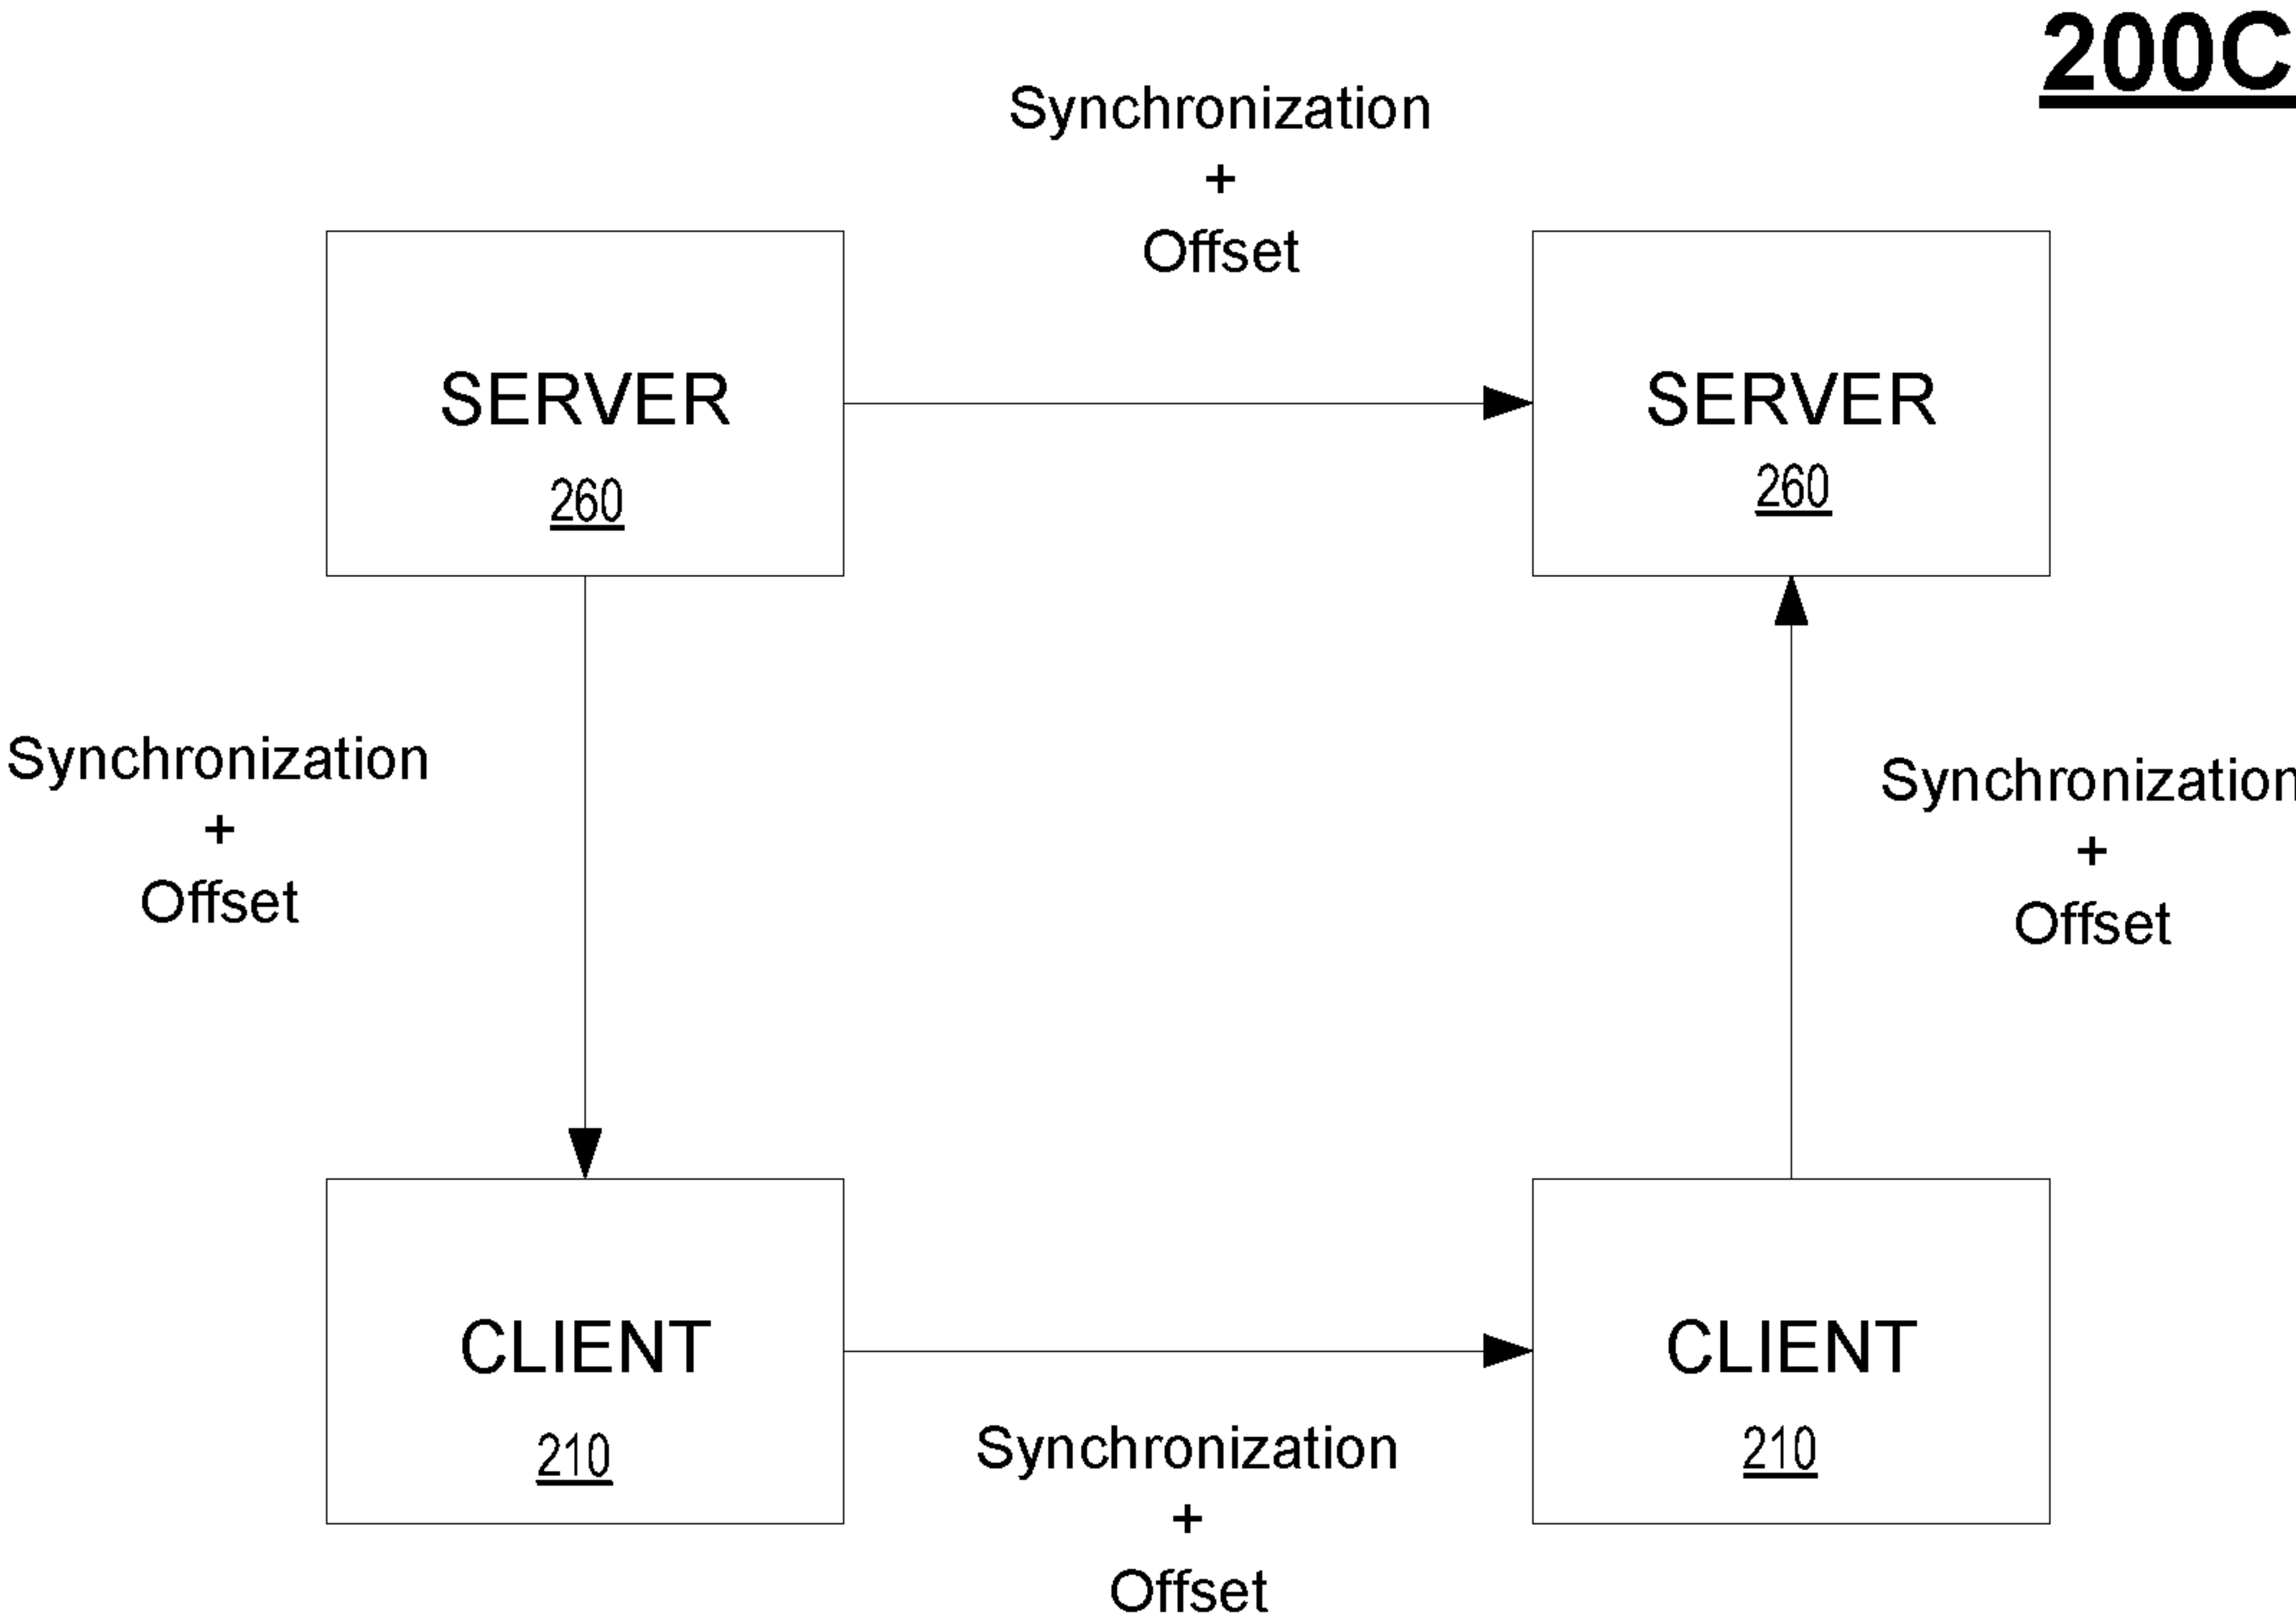 200C
Synchronization
+
Offset
SERVER
260
SERVER
260
Synchronization
+
Offset
Synchronization
+
Offset
CLIENT
210
CLIENT
210
Synchronization
+
Offset